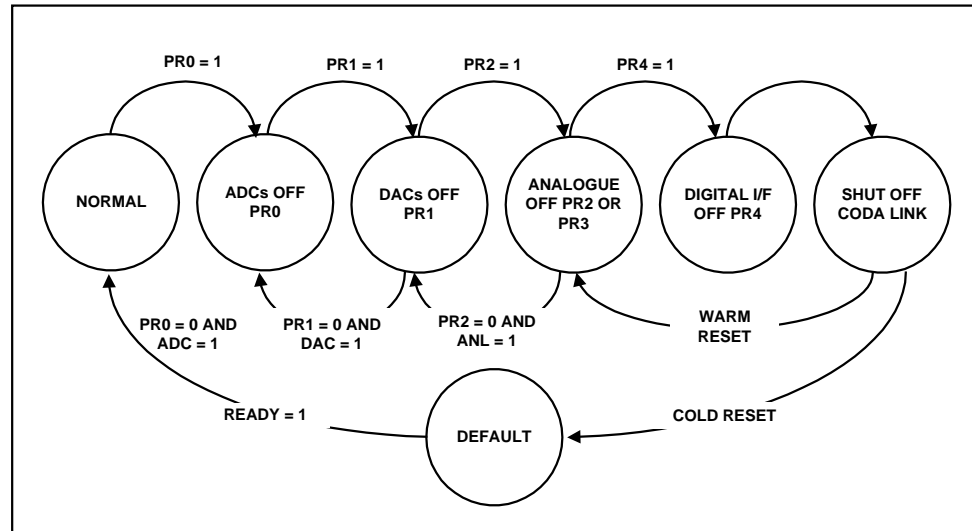 PR0 = 1
PR1 = 1
PR2 = 1
PR4 = 1
NORMAL
ADCs OFF
PR0
DACs OFF
PR1
ANALOGUE
OFF PR2 OR
PR3
DIGITAL I/F
OFF PR4
SHUT OFF
CODA LINK
PR0 = 0 AND
ADC = 1
PR1 = 0 AND
DAC = 1
PR2 = 0 AND
ANL = 1
WARM
RESET
READY = 1
DEFAULT
COLD RESET